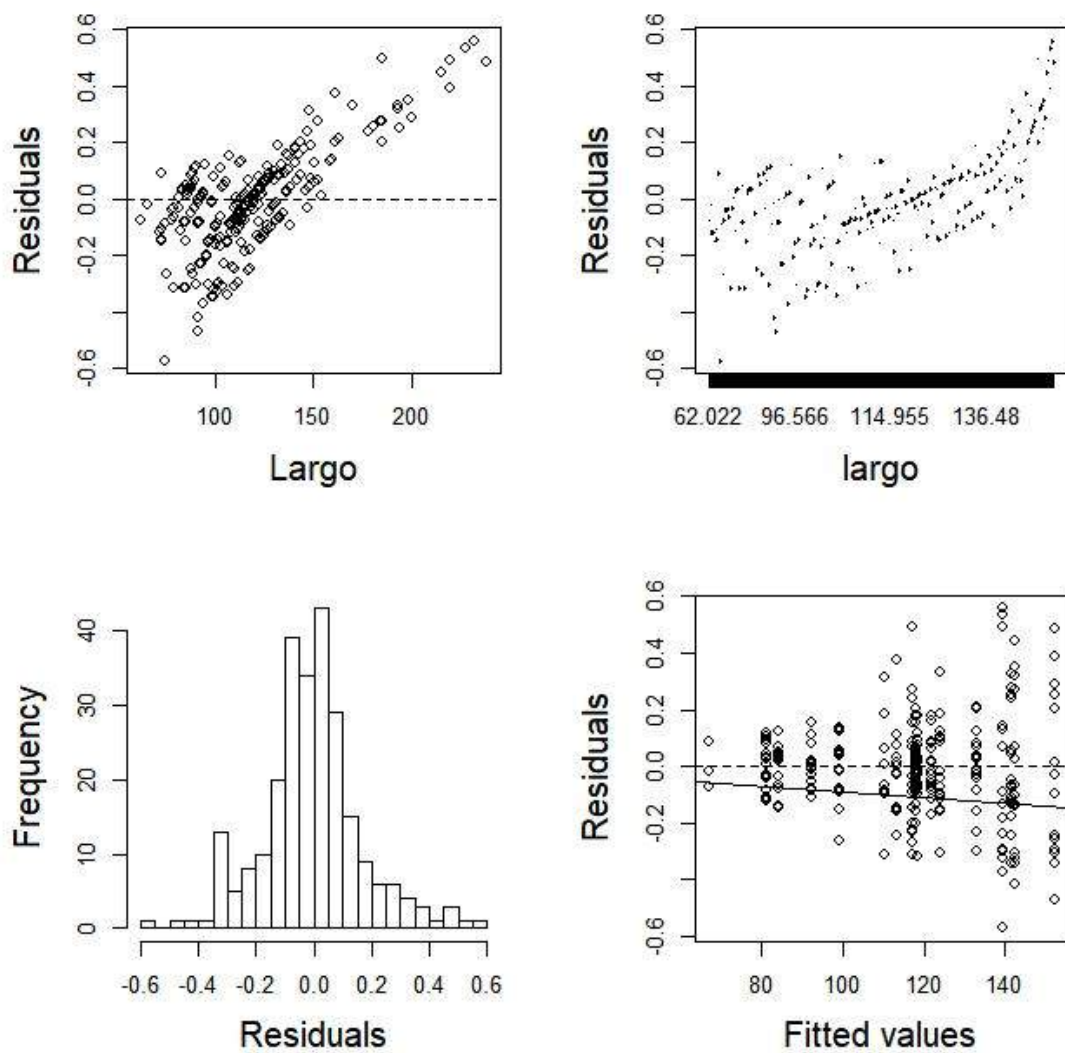 Residuals
-0.6 -0.2 0.0 0.2 0.4 0.6
100 150 200
Largo
Residuals
-0.6 -0.2 0.0 0.2 0.4 0.6
62.022 96.566 114.955 136.48
largo
Frequency
0 10 20 30 40
-0.6 -0.4 -0.2 0.0 0.2 0.4 0.6
Residuals
Residuals
-0.6 -0.2 0.0 0.2 0.4 0.6
80 100 120 140
Fitted values